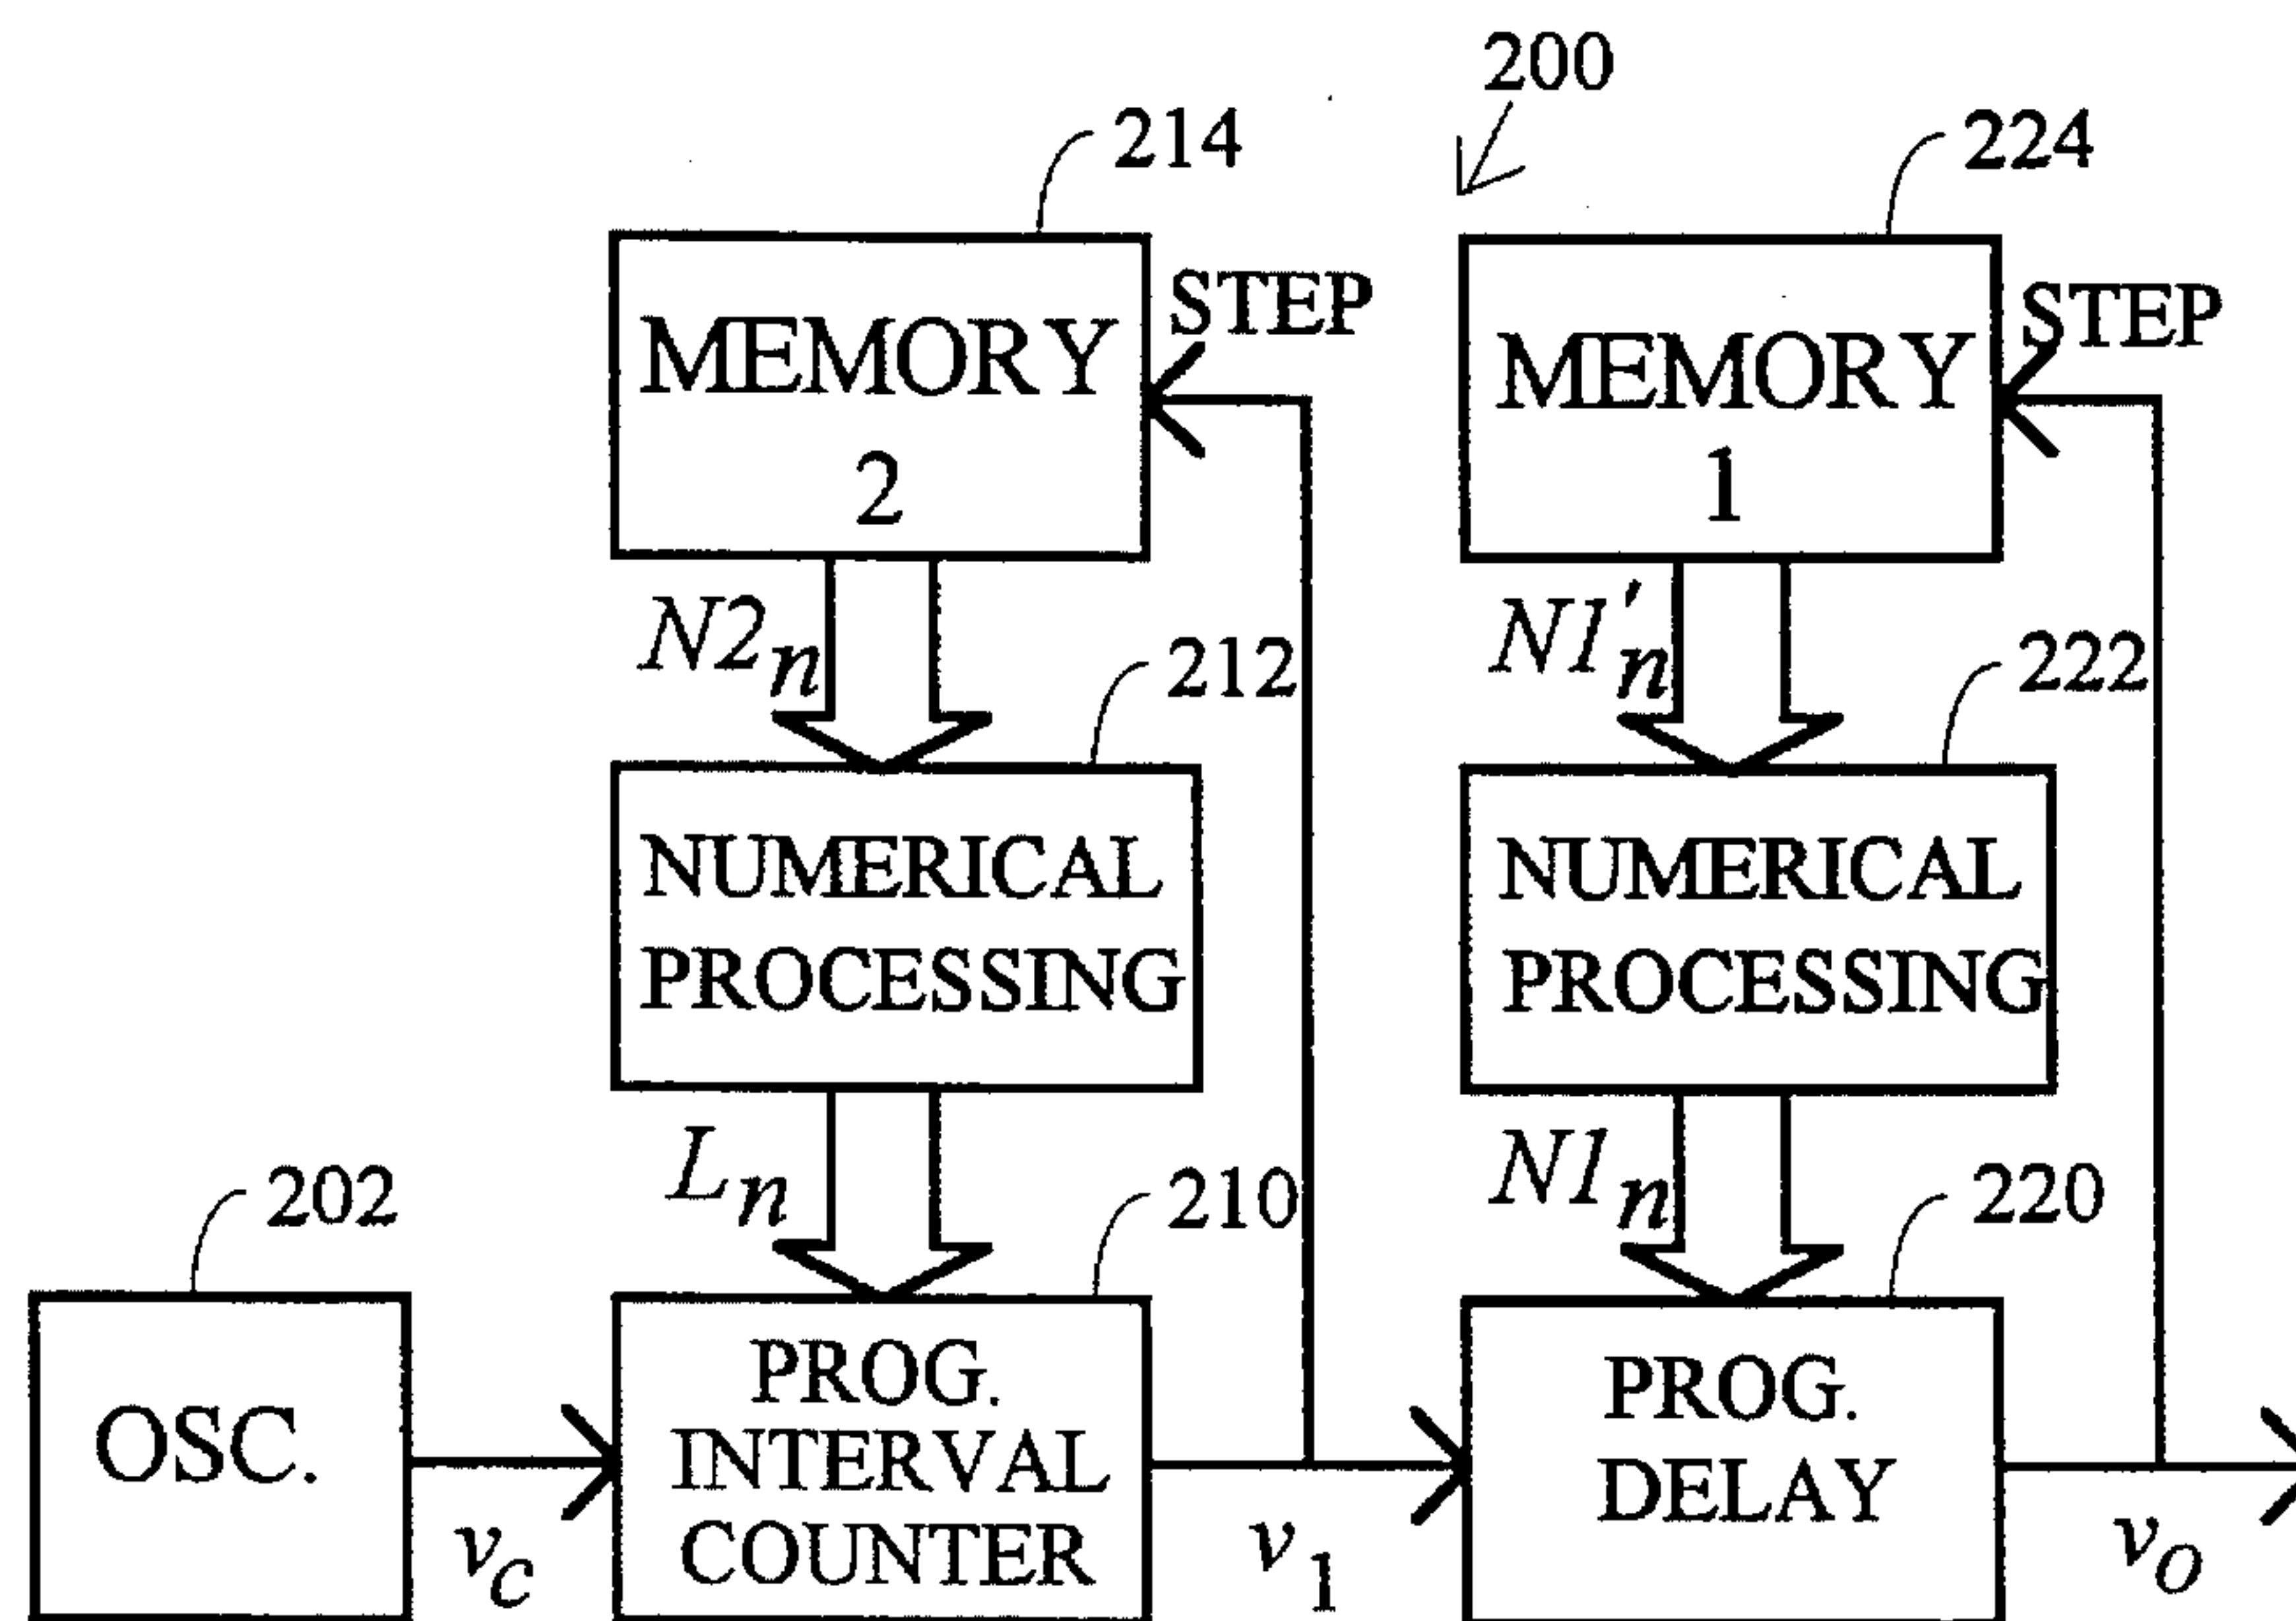 200
214
224
MEMORY
2
STEP
MEMORY
1
STEP
N2n
212
N1'n
222
NUMERICAL
PROCESSING
NUMERICAL
PROCESSING
202
Ln
210
N1n
220
OSC.
vc
PROG.
INTERVAL
COUNTER
v1
PROG.
DELAY
vo